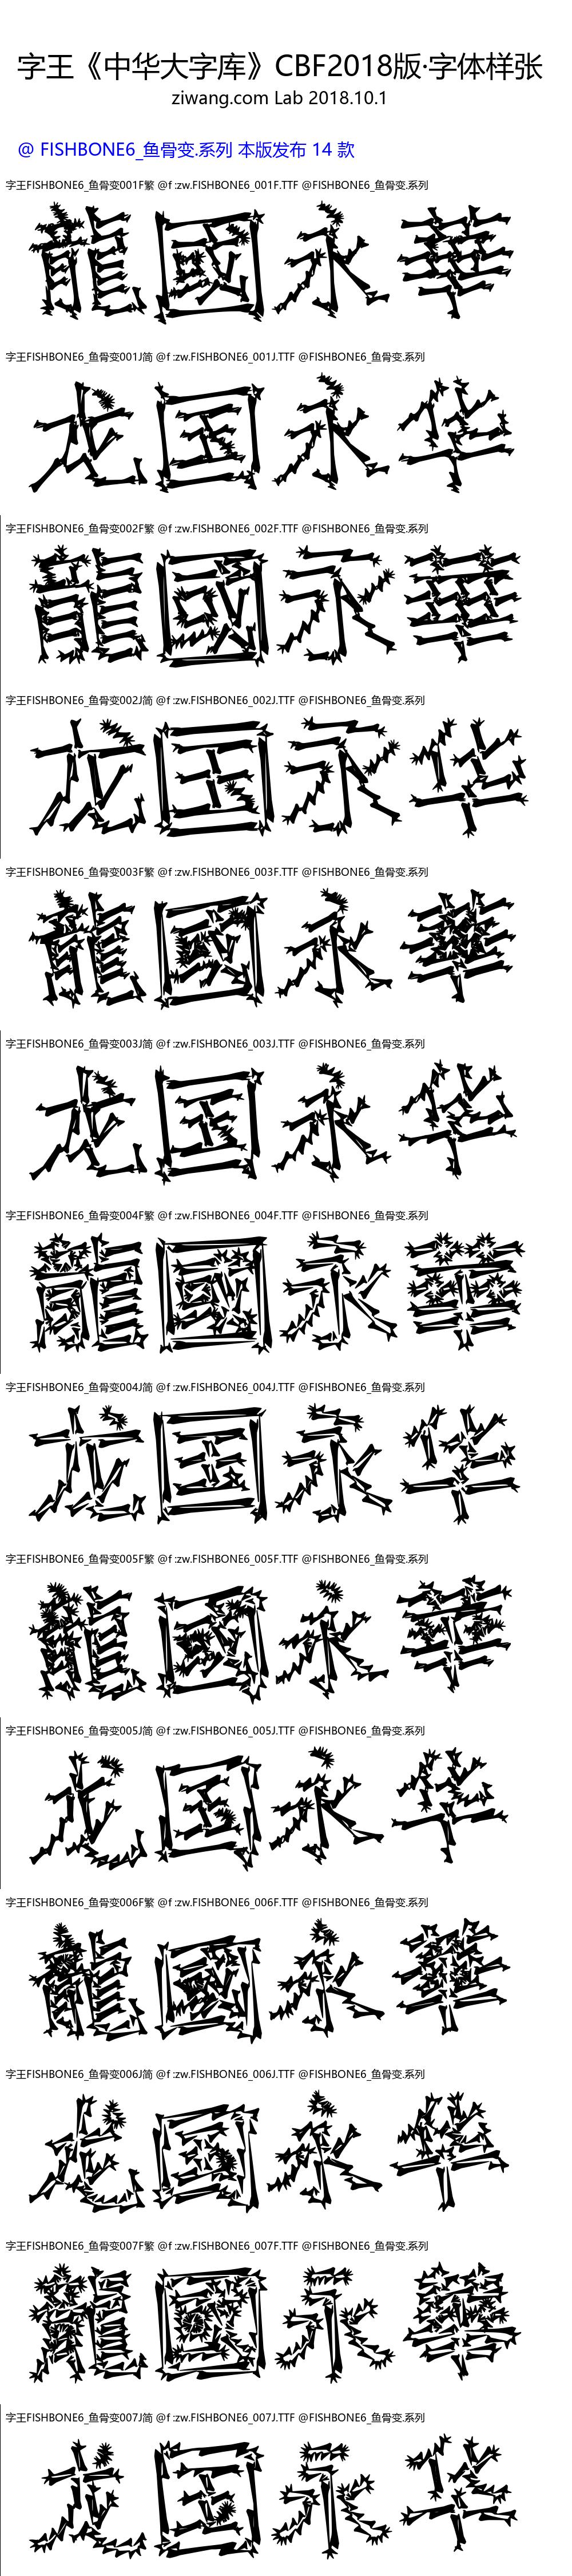 字王《中华大字库》CBF2018版·字体样张
ziwang.com Lab 2018.10.1
@ FISHBONE6_鱼骨变.系列 本版发布 14 款
字王FISHBONE6_鱼骨变001F繁 @f :zw.FISHBONE6_001F.TTF @FISHBONE6_鱼骨变.系列
龍國永華
字王FISHBONE6_鱼骨变001J简 @f :zw.FISHBONE6_001J.TTF @FISHBONE6_鱼骨变.系列
龙国永华
字王FISHBONE6_鱼骨变002F繁 @f :zw.FISHBONE6_002F.TTF @FISHBONE6_鱼骨变.系列
龍國永華
字王FISHBONE6_鱼骨变002J简 @f :zw.FISHBONE6_002J.TTF @FISHBONE6_鱼骨变.系列
龙国永华
字王FISHBONE6_鱼骨变003F繁 @f :zw.FISHBONE6_003F.TTF @FISHBONE6_鱼骨变.系列
龍國永華
字王FISHBONE6_鱼骨变003J简 @f :zw.FISHBONE6_003J.TTF @FISHBONE6_鱼骨变.系列
龙国永华
字王FISHBONE6_鱼骨变004F繁 @f :zw.FISHBONE6_004F.TTF @FISHBONE6_鱼骨变.系列
龍國永華
字王FISHBONE6_鱼骨变004J简 @f :zw.FISHBONE6_004J.TTF @FISHBONE6_鱼骨变.系列
龙国永华
字王FISHBONE6_鱼骨变005F繁 @f :zw.FISHBONE6_005F.TTF @FISHBONE6_鱼骨变.系列
龍國永華
字王FISHBONE6_鱼骨变005J简 @f :zw.FISHBONE6_005J.TTF @FISHBONE6_鱼骨变.系列
龙国永华
字王FISHBONE6_鱼骨变006F繁 @f :zw.FISHBONE6_006F.TTF @FISHBONE6_鱼骨变.系列
龍國永華
字王FISHBONE6_鱼骨变006J简 @f :zw.FISHBONE6_006J.TTF @FISHBONE6_鱼骨变.系列
龙国永华
字王FISHBONE6_鱼骨变007F繁 @f :zw.FISHBONE6_007F.TTF @FISHBONE6_鱼骨变.系列
龍國永華
字王FISHBONE6_鱼骨变007J简 @f :zw.FISHBONE6_007J.TTF @FISHBONE6_鱼骨变.系列
龙国永华